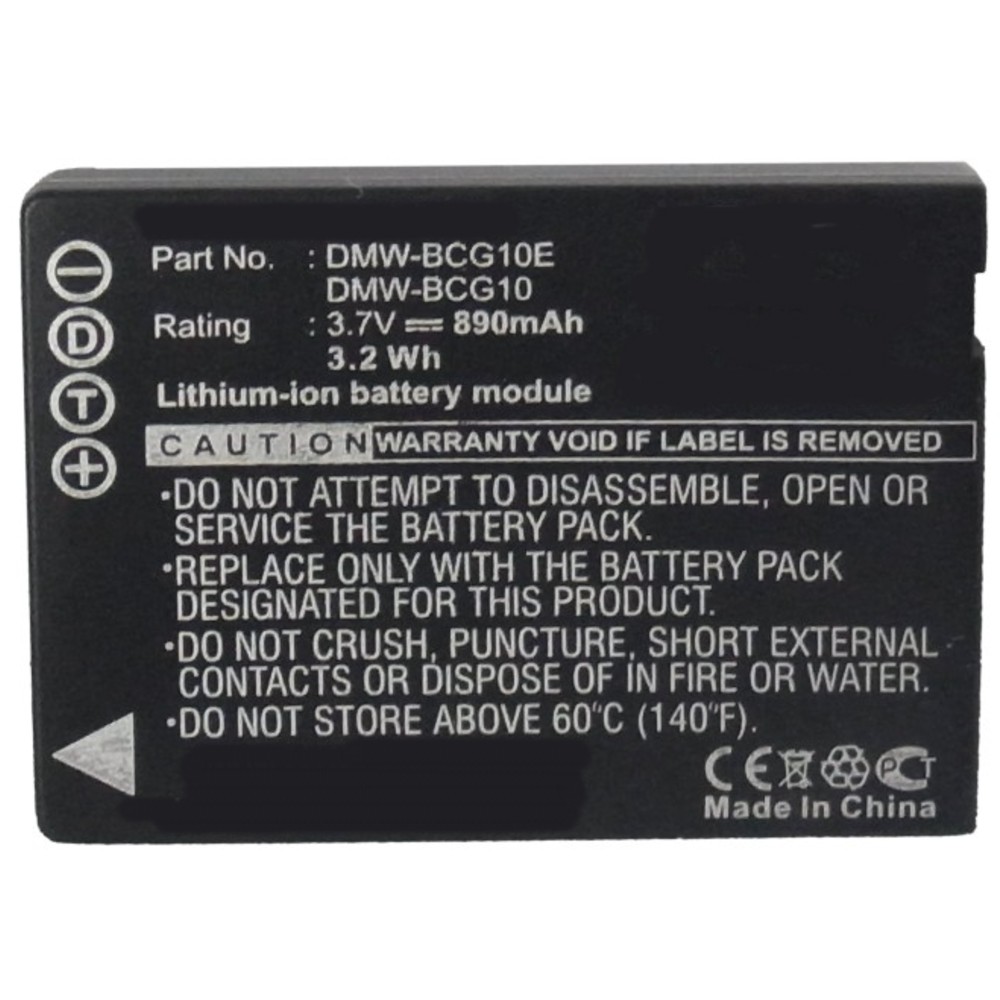 Part No. : DMW-BCG10E
DMW-BCG10
Rating : 3.7V 890mAh
3.2 Wh
Lithium-ion battery module
CAUTION WARRANTY VOID IF LABEL IS REMOVED
•DO NOT ATTEMPT TO DISASSEMBLE, OPEN OR
SERVICE THE BATTERY PACK.
•REPLACE ONLY WITH THE BATTERY PACK
DESIGNATED FOR THIS PRODUCT.
•DO NOT CRUSH, PUNCTURE, SHORT EXTERNAL
CONTACTS OR DISPOSE OF IN FIRE OR WATER.
•DO NOT STORE ABOVE 60°C (140°F).
− D T +
CE PCT
Made In China